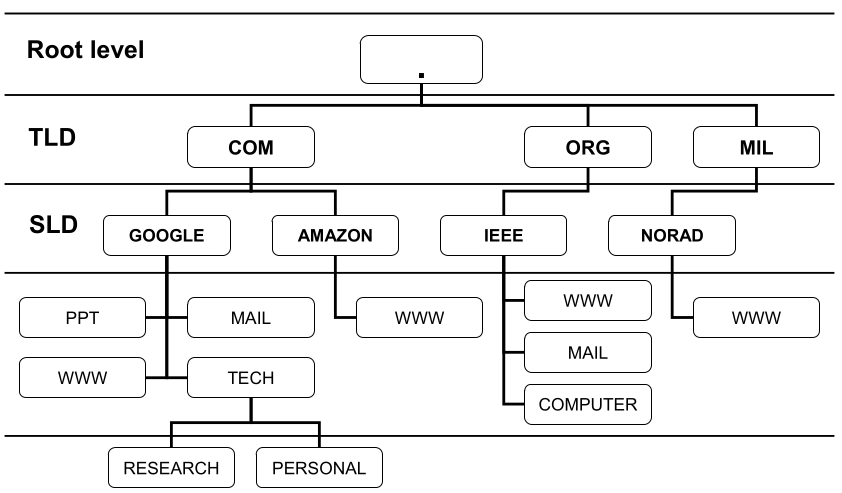 Root level
.
TLD
COM
ORG
MIL
SLD
GOOGLE
AMAZON
IEEE
NORAD
PPT
MAIL
WWW
WWW
WWW
MAIL
WWW
TECH
COMPUTER
RESEARCH
PERSONAL